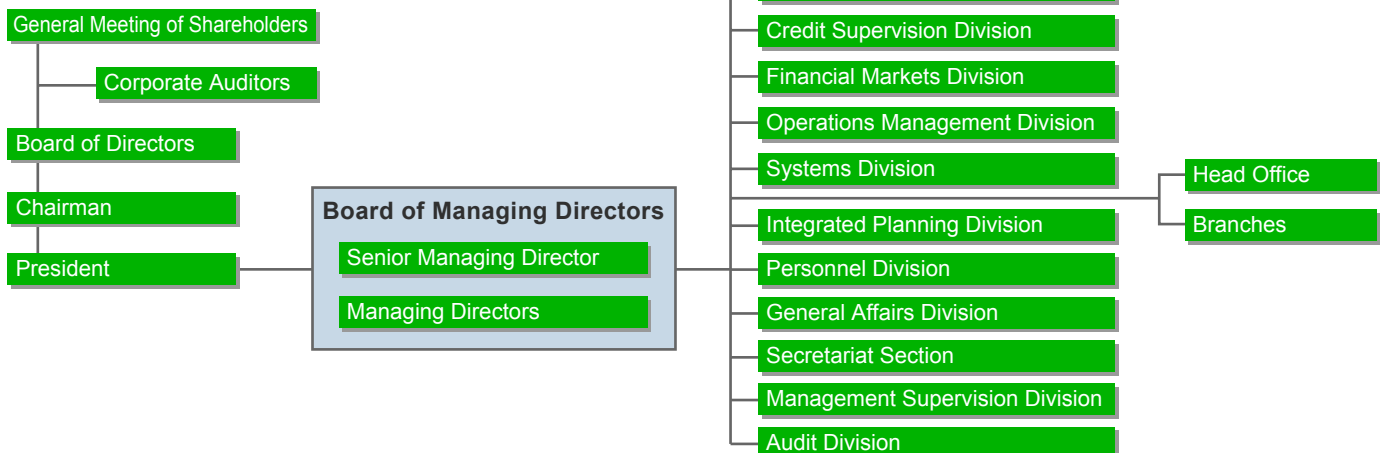 General Meeting of Shareholders
Corporate Auditors
Board of Directors
Chairman
President
Board of Managing Directors
Senior Managing Director
Managing Directors
Credit Supervision Division
Financial Markets Division
Operations Management Division
Systems Division
Head Office
Branches
Integrated Planning Division
Personnel Division
General Affairs Division
Secretariat Section
Management Supervision Division
Audit Division